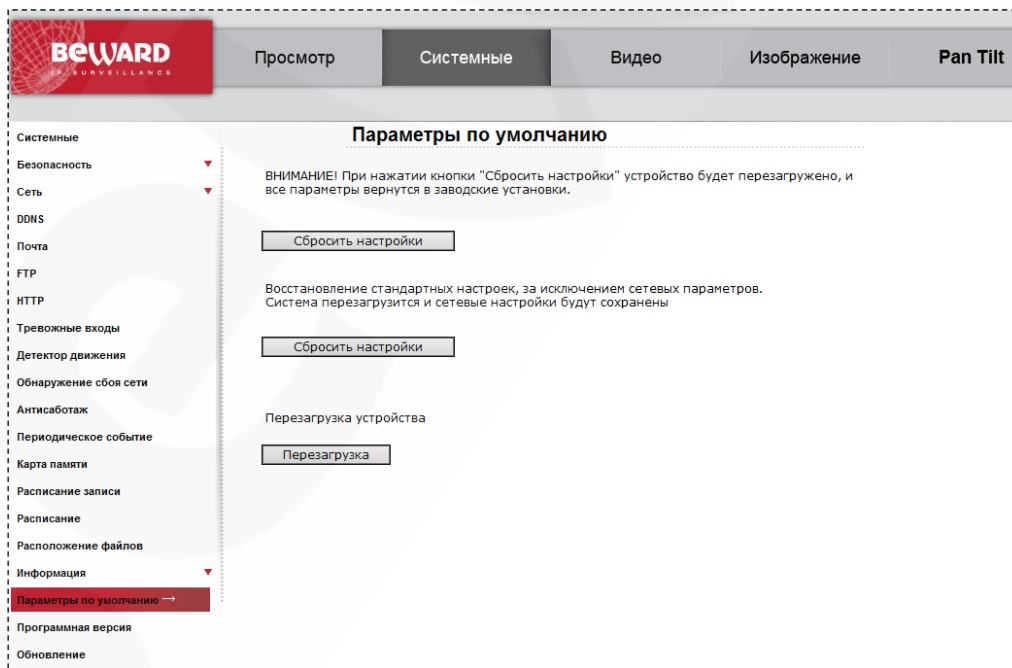 BEWARD
IP SURVEILLANCE
Просмотр
Системные
Видео
Изображение
Pan Tilt
Системные
Безопасность
Сеть
DDNS
Почта
FTP
HTTP
Тревожные входы
Детектор движения
Обнаружение сбоя сети
Антисаботаж
Периодическое событие
Карта памяти
Расписание записи
Расписание
Расположение файлов
Информация
Параметры по умолчанию →
Программная версия
Обновление
Параметры по умолчанию
ВНИМАНИЕ! При нажатии кнопки "Сбросить настройки" устройство будет перезагружено, и
все параметры вернутся в заводские установки.
Сбросить настройки
Восстановление стандартных настроек, за исключением сетевых параметров.
Система перезагрузится и сетевые настройки будут сохранены
Сбросить настройки
Перезагрузка устройства
Перезагрузка